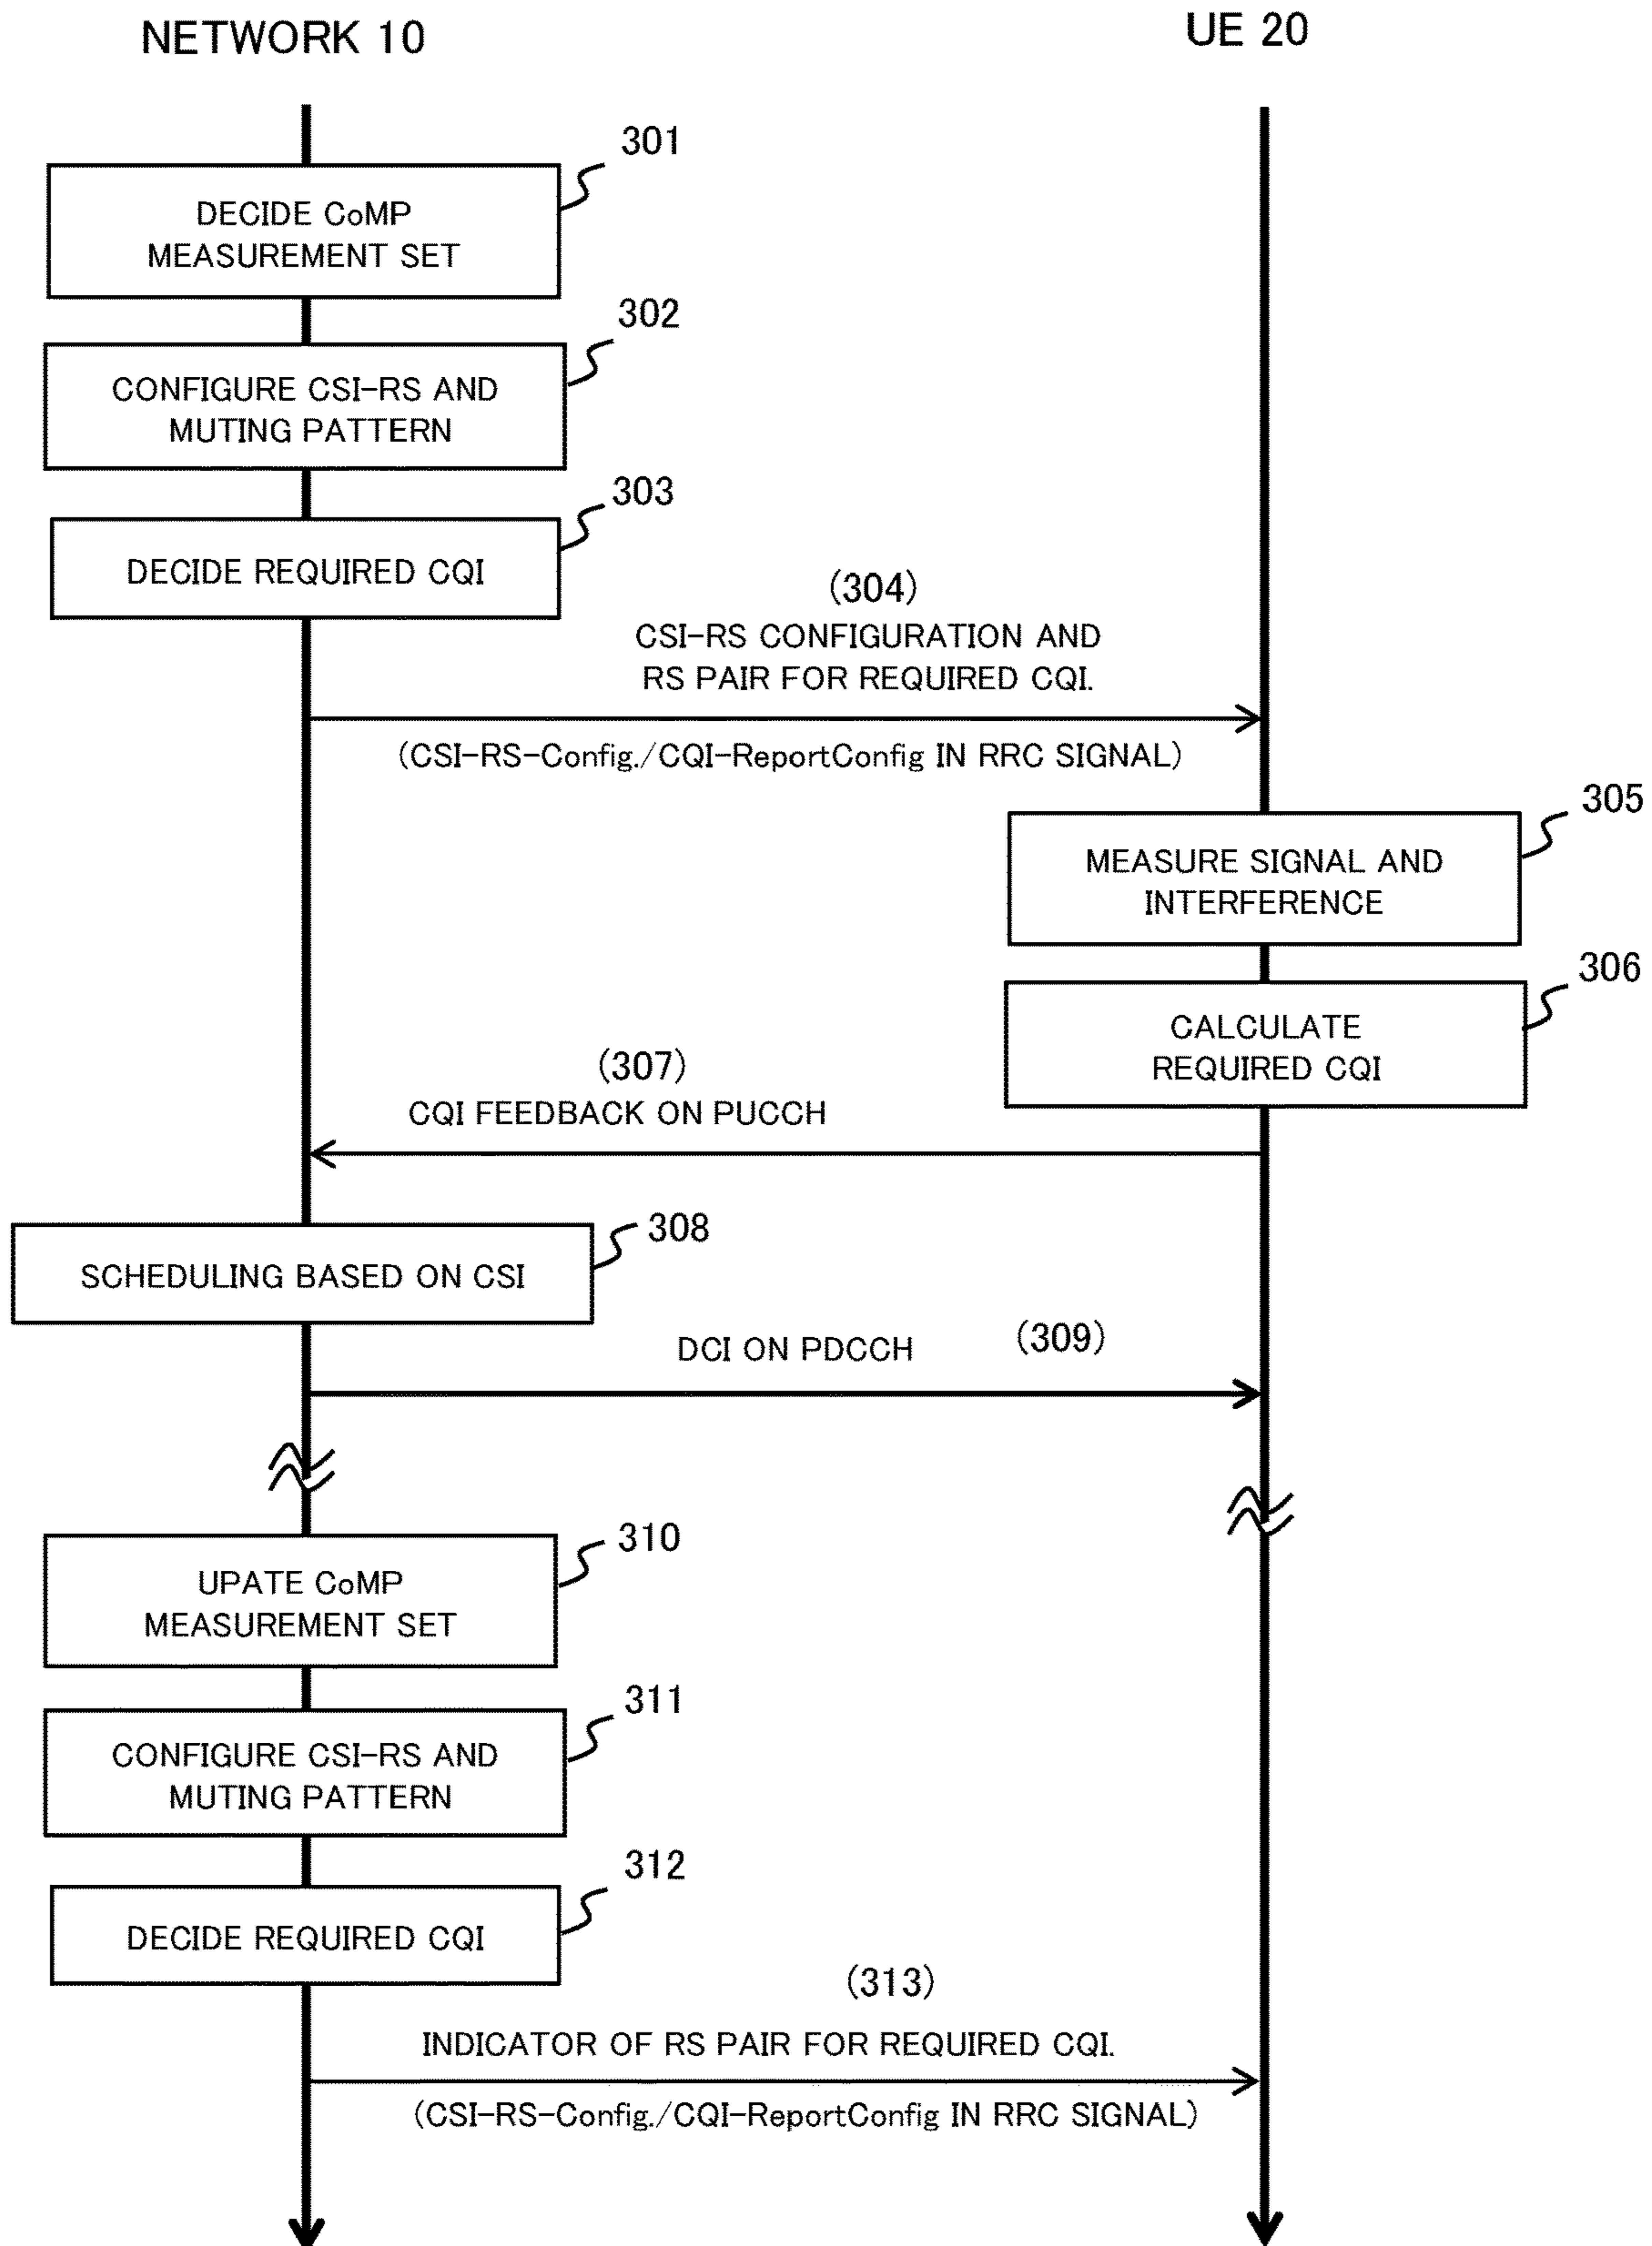 NETWORK 10
UE 20
301
DECIDE CoMP
MEASUREMENT SET
302
CONFIGURE CSI-RS AND
MUTING PATTERN
303
DECIDE REQUIRED CQI
(304)
CSI-RS CONFIGURATION AND
RS PAIR FOR REQUIRED CQI.
(CSI-RS-Config./CQI-ReportConfig IN RRC SIGNAL)
305
MEASURE SIGNAL AND
INTERFERENCE
306
CALCULATE
REQUIRED CQI
(307)
CQI FEEDBACK ON PUCCH
308
SCHEDULING BASED ON CSI
DCI ON PDCCH
(309)
310
UPATE CoMP
MEASUREMENT SET
311
CONFIGURE CSI-RS AND
MUTING PATTERN
312
DECIDE REQUIRED CQI
(313)
INDICATOR OF RS PAIR FOR REQUIRED CQI.
(CSI-RS-Config./CQI-ReportConfig IN RRC SIGNAL)